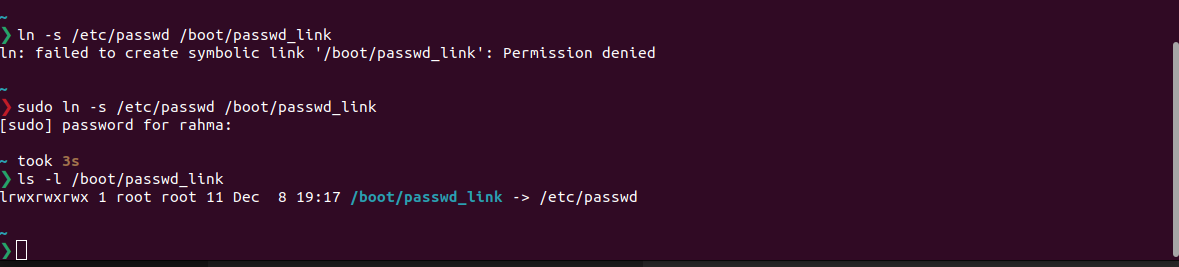 ~
❯ ln -s /etc/passwd /boot/passwd_link
ln: failed to create symbolic link '/boot/passwd_link': Permission denied
~
❯ sudo ln -s /etc/passwd /boot/passwd_link
[sudo] password for rahma:
~ took 3s
❯ ls -l /boot/passwd_link
lrwxrwxrwx 1 root root 11 Dec  8 19:17 /boot/passwd_link -> /etc/passwd
~
❯